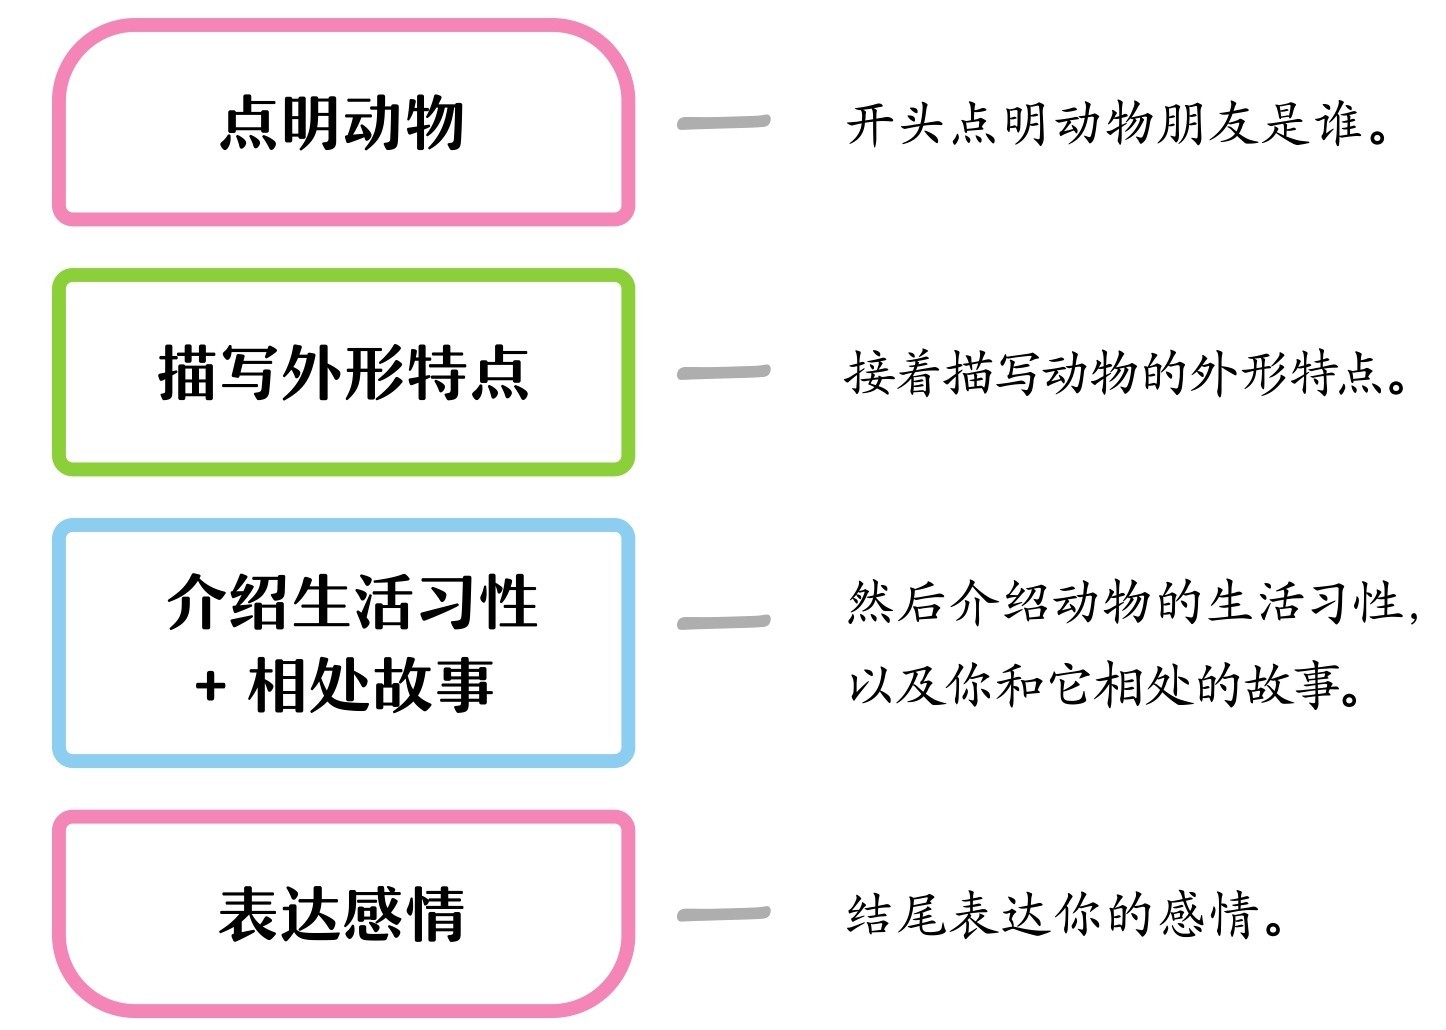 点明动物
开头点明动物朋友是谁。
描写外形特点
接着描写动物的外形特点。
介绍生活习性
+ 相处故事
然后介绍动物的生活习性，
以及你和它相处的故事。
表达感情
结尾表达你的感情。